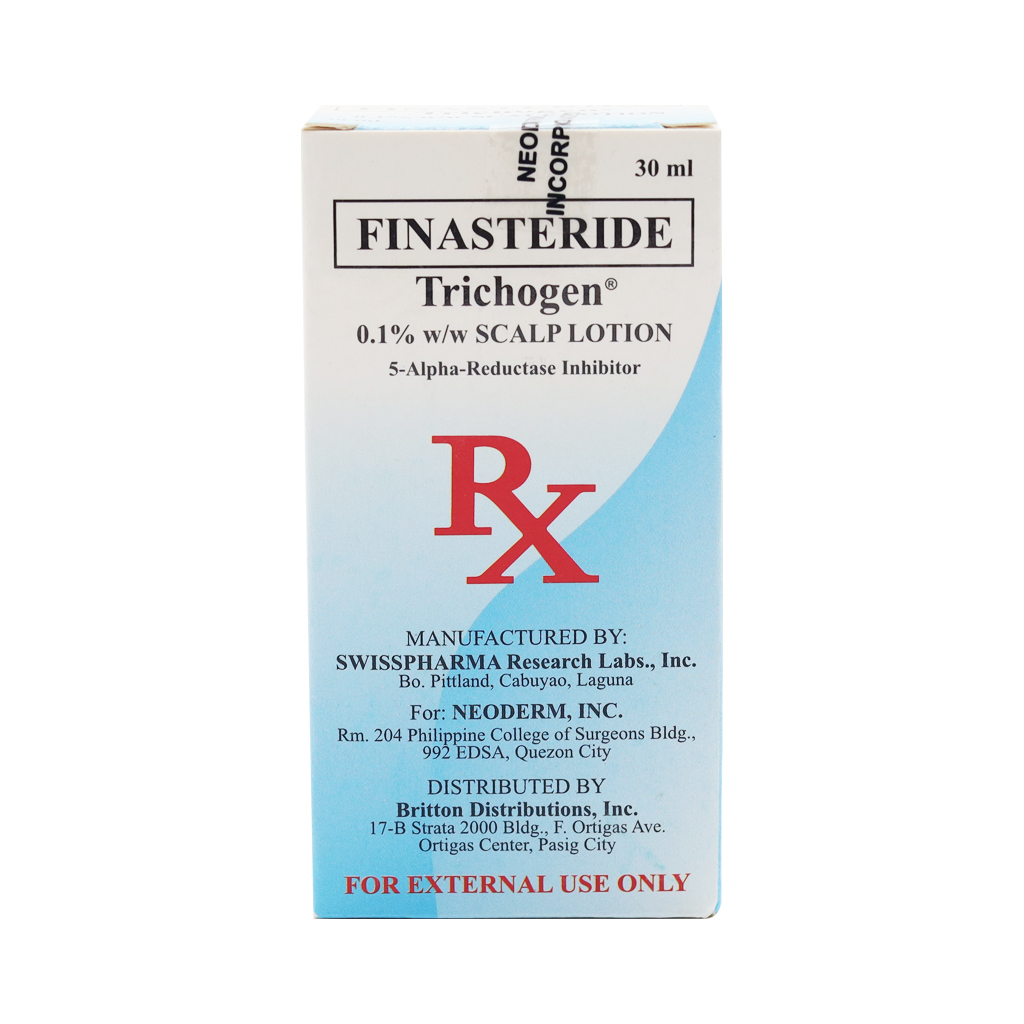 30 ml
FINASTERIDE
Trichogen®
0.1% w/w SCALP LOTION
5-Alpha-Reductase Inhibitor
Rx
MANUFACTURED BY:
SWISSPHARMA Research Labs., Inc.
Bo. Pittland, Cabuyao, Laguna
For: NEODERM, INC.
Rm. 204 Philippine College of Surgeons Bldg.,
992 EDSA, Quezon City
DISTRIBUTED BY
Britton Distributions, Inc.
17-B Strata 2000 Bldg., F. Ortigas Ave.
Ortigas Center, Pasig City
FOR EXTERNAL USE ONLY